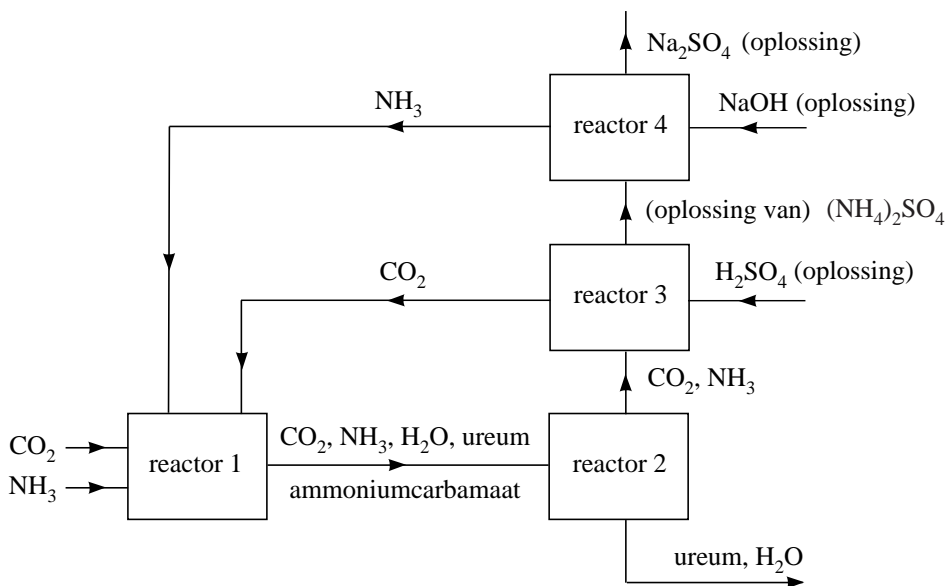 Na₂SO₄ (oplossing)
NH₃
reactor 4
NaOH (oplossing)
(oplossing van) (NH₄)₂SO₄
CO₂
reactor 3
H₂SO₄ (oplossing)
CO₂, NH₃
CO₂
NH₃
reactor 1
CO₂, NH₃, H₂O, ureum
ammoniumcarbamaat
reactor 2
ureum, H₂O